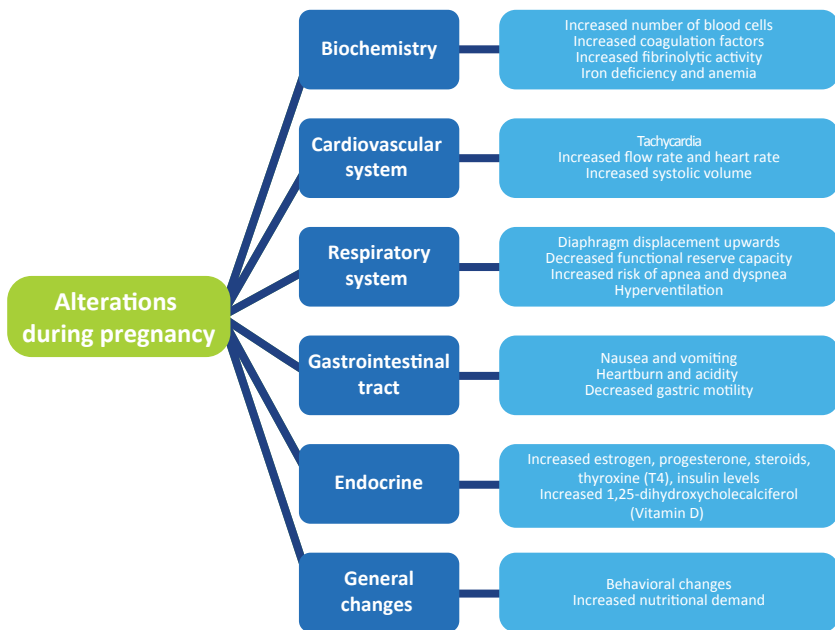 Alterations
during pregnancy
Biochemistry
Increased number of blood cells
Increased coagulation factors
Increased fibrinolytic activity
Iron deficiency and anemia
Cardiovascular
system
Tachycardia
Increased flow rate and heart rate
Increased systolic volume
Respiratory
system
Diaphragm displacement upwards
Decreased functional reserve capacity
Increased risk of apnea and dyspnea
Hyperventilation
Gastrointestinal
tract
Nausea and vomiting
Heartburn and acidity
Decreased gastric motility
Endocrine
Increased estrogen, progesterone, steroids,
thyroxine (T4), insulin levels
Increased 1,25-dihydroxycholecalciferol
(Vitamin D)
General
changes
Behavioral changes
Increased nutritional demand